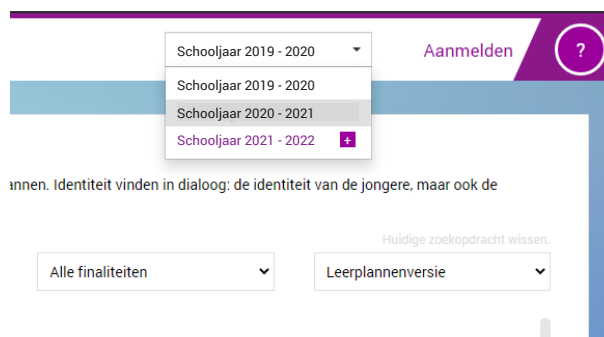 Schooljaar 2019 - 2020
Aanmelden
?
Schooljaar 2019 - 2020
Schooljaar 2020 - 2021
Schooljaar 2021 - 2022 +
annen. Identiteit vinden in dialoog: de identiteit van de jongere, maar ook de
Huidige zoekopdracht wissen.
Alle finaliteiten
Leerplannenversie